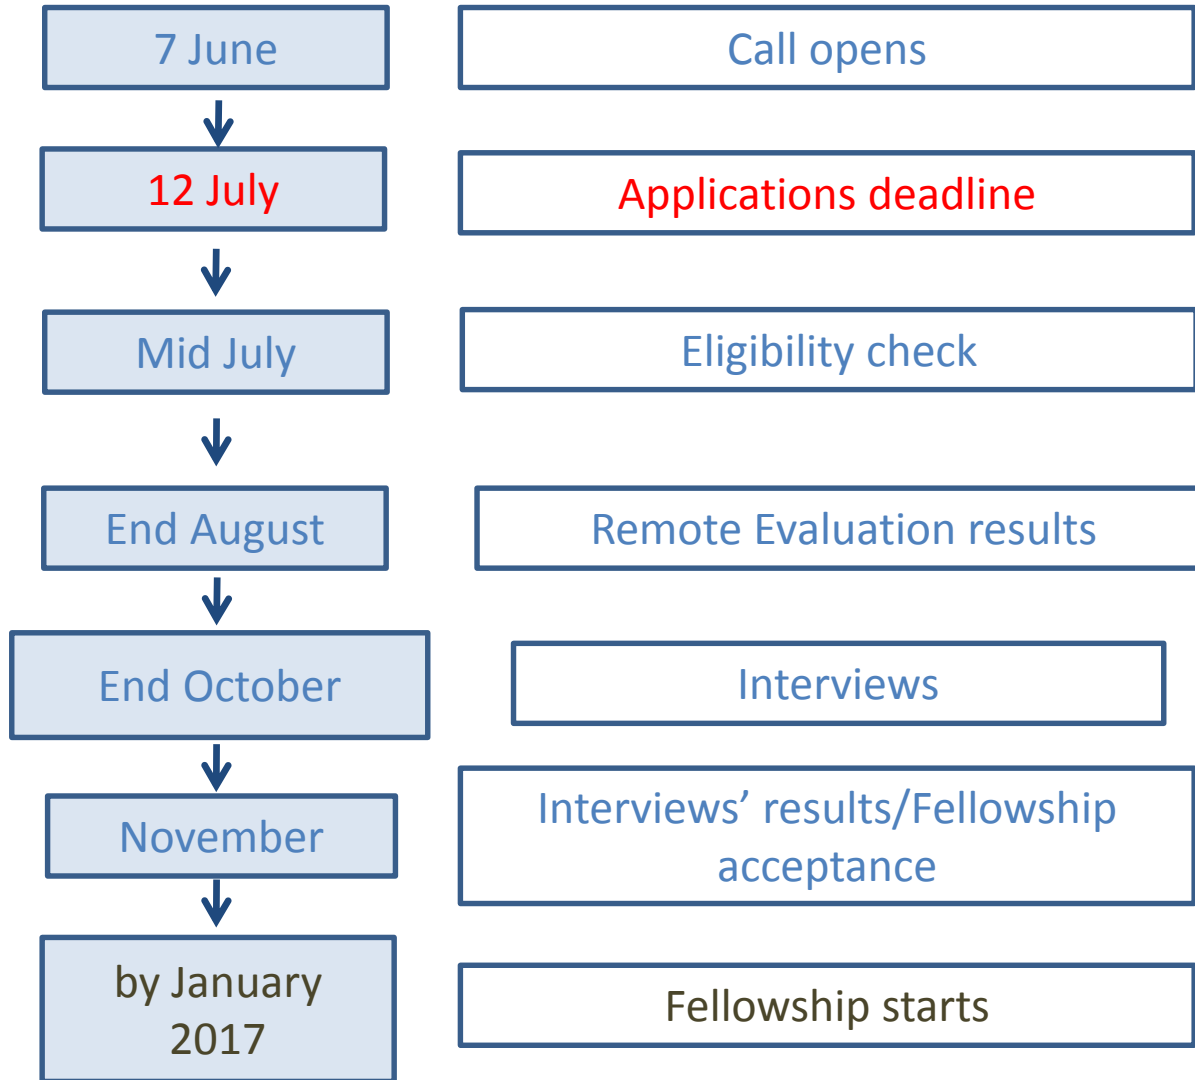 7 June
Call opens
12 July
Applications deadline
Mid July
Eligibility check
End August
Remote Evaluation results
End October
Interviews
November
Interviews’ results/Fellowship
acceptance
by January
2017
Fellowship starts